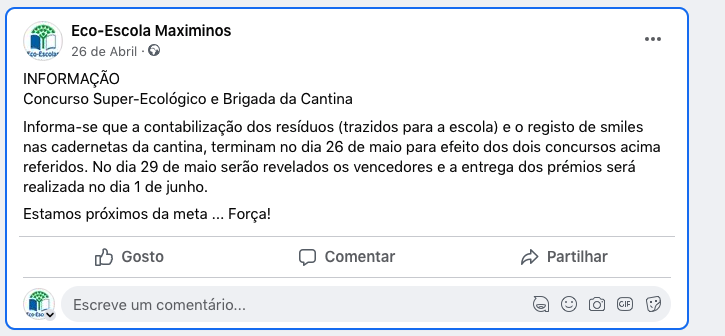 Eco-Escola Maximinos
26 de Abril ·
Eco-Escolas
INFORMAÇÃO
Concurso Super-Ecológico e Brigada da Cantina
Informa-se que a contabilização dos resíduos (trazidos para a escola) e o registo de smiles
nas cadernetas da cantina, terminam no dia 26 de maio para efeito dos dois concursos acima
referidos. No dia 29 de maio serão revelados os vencedores e a entrega dos prémios será
realizada no dia 1 de junho.
Estamos próximos da meta ... Força!
Gosto Comentar Partilhar
Escreve um comentário...
GIF